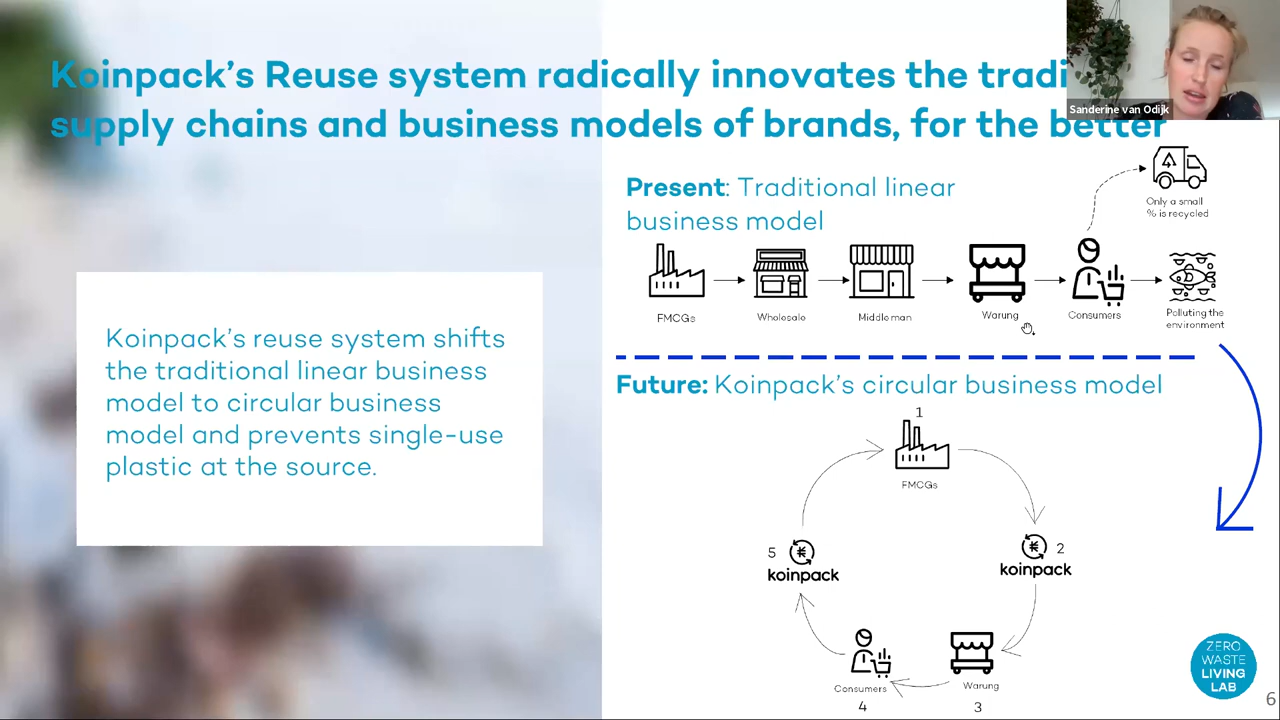 Koinpack's Reuse system radically innovates the tradi
supply chains and business models of brands, for the better
Sanderine van Odijk
Present: Traditional linear
business model
Only a small
% is recycled
FMCGs
Wholesale
Middleman
Warung
Consumers
Polluting the
environment
Koinpack's reuse system shifts
the traditional linear business
model to circular business
model and prevents single-use
plastic at the source.
Future: Koinpack's circular business model
1
FMCGs
2
koinpack
5
koinpack
Warung
3
Consumers
4
ZERO
WASTE
LIVING
LAB
6